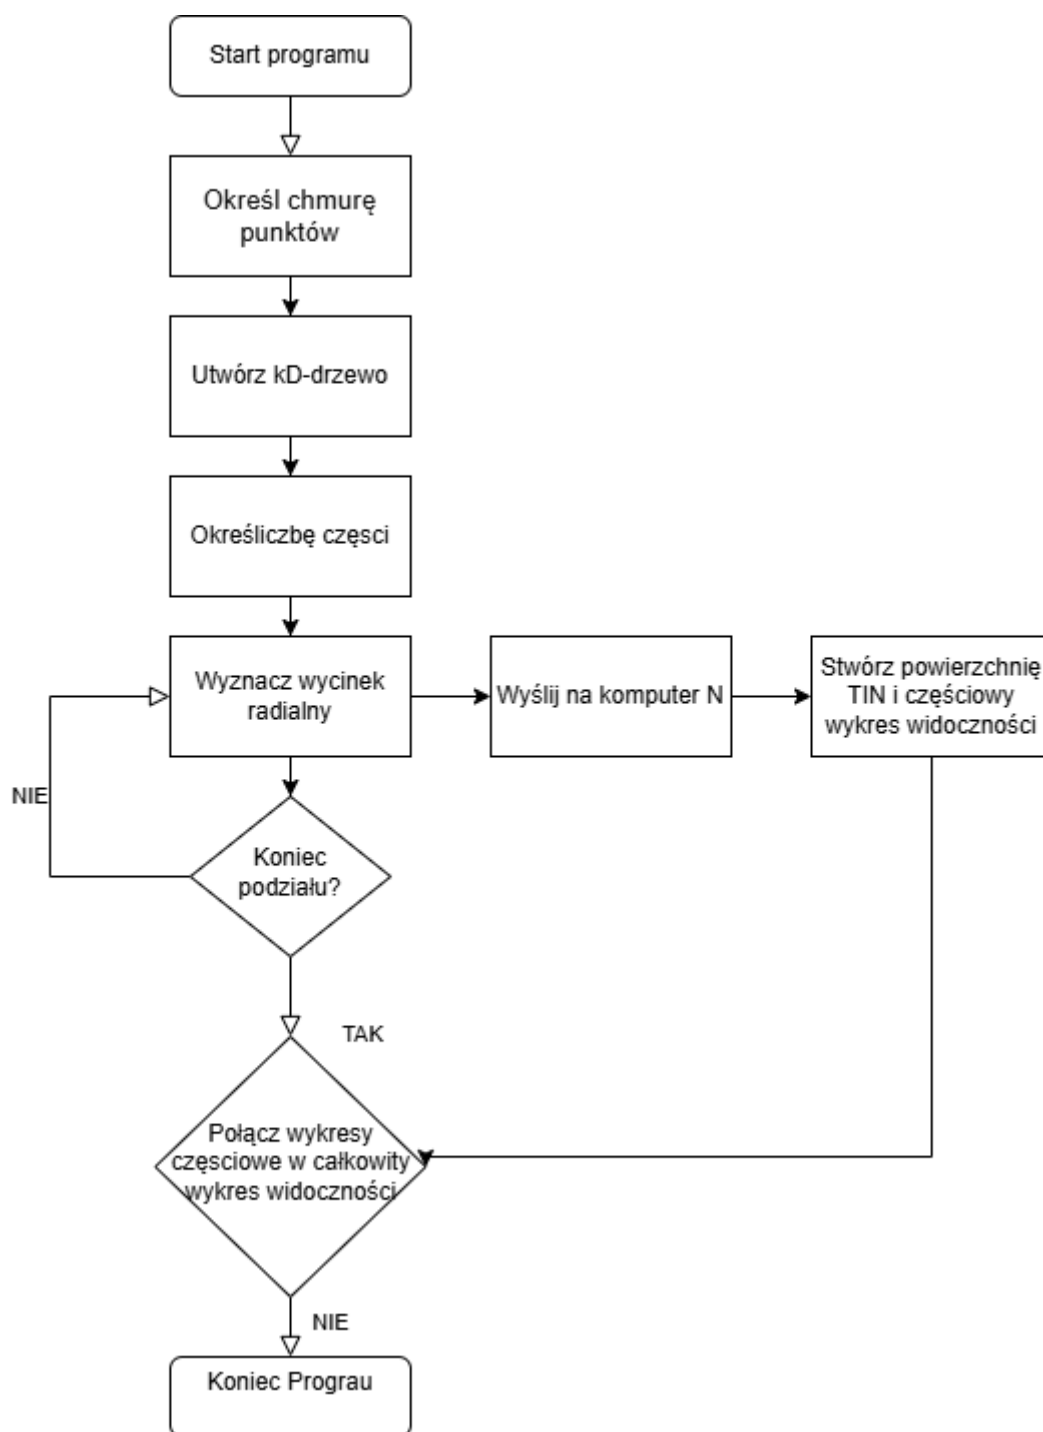 Start programu
Określ chmurę
punktów
Utwórz kD-drzewo
Określiczbę częsci
Wyznacz wycinek
radialny
Wyślij na komputer N
Stwórz powierzchnię
TIN i częściowy
wykres widoczności
NIE
Koniec
podziału?
TAK
Połącz wykresy
częsciowe w całkowity
wykres widoczności
NIE
Koniec Prograu